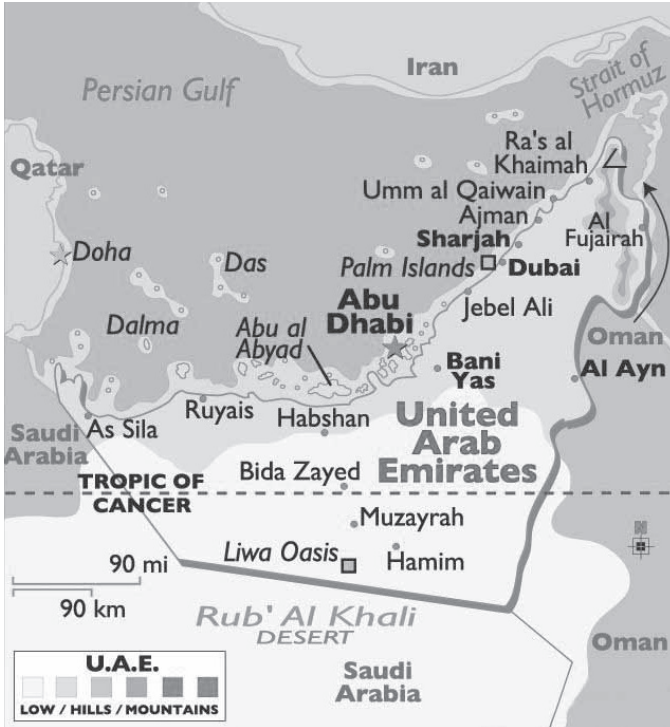 Iran
Strait of
Hormuz
Persian Gulf
Ra's al
Khaimah
Qatar
Umm al Qaiwain
Ajman
Al
Fujairah
Sharjah
Doha
Das
Palm Islands
Dubai
Abu
Dhabi
Jebel Ali
Dalma
Abu al
Abyad
Oman
Bani
Yas
Al Ayn
Ruyais
As Sila
Habshan
United
Arab
Emirates
Saudi
Arabia
Bida Zayed
TROPIC OF
CANCER
Muzayrah
N
Liwa Oasis
Hamim
90 mi
90 km
Rub' Al Khali
DESERT
Oman
U.A.E.
Saudi
Arabia
LOW / HILLS / MOUNTAINS